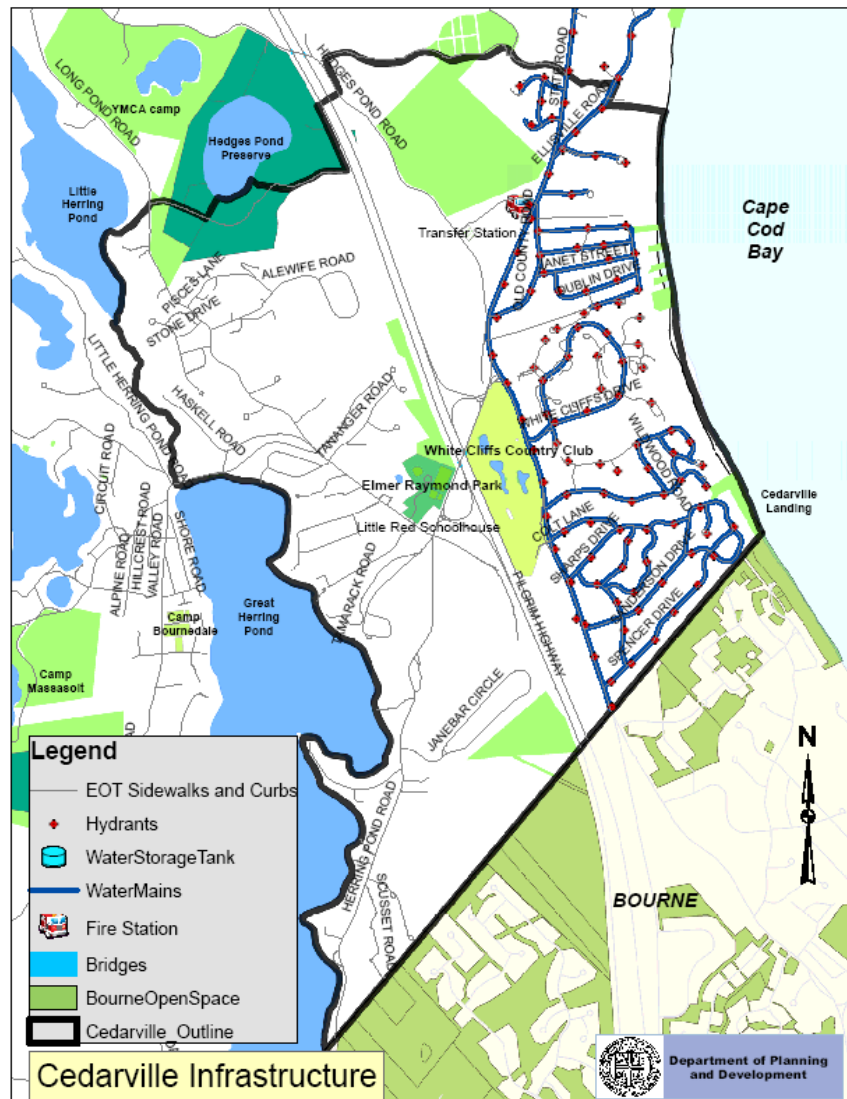 HEDGES POND ROAD
STATE ROAD
LONG POND ROAD
YMCA camp
HEDGES POND ROAD
ELLISVILLE ROAD
Hedges Pond
Preserve
Little
Herring
Pond
Cape
Cod
Bay
Transfer Station
OLD COUNTY ROAD
JANET STREET
DUBLIN DRIVE
ALEWIFE ROAD
PISCES LANE
STONE DRIVE
LITTLE HERRING POND ROAD
HASKELL ROAD
TANANGER ROAD
WHITE CLIFFS DRIVE
WILDWOOD ROAD
White Cliffs Country Club
Elmer Raymond Park
Little Red Schoolhouse
Cedarville
Landing
CIRCUIT ROAD
COLT LANE
SHARPS DRIVE
ALPINE ROAD
HILLCREST ROAD
VALLEY ROAD
SHORE ROAD
Great
Herring
Pond
Camp
Bournedale
PILGRIM HIGHWAY
SPENCER DRIVE
Camp
Massasoit
JANEBAR CIRCLE
HERRING POND ROAD
SCUSSET ROAD
BOURNE
N
Legend
EOT Sidewalks and Curbs
Hydrants
WaterStorageTank
WaterMains
Fire Station
Bridges
BourneOpenSpace
Cedarville_Outline
Cedarville Infrastructure
Department of Planning
and Development